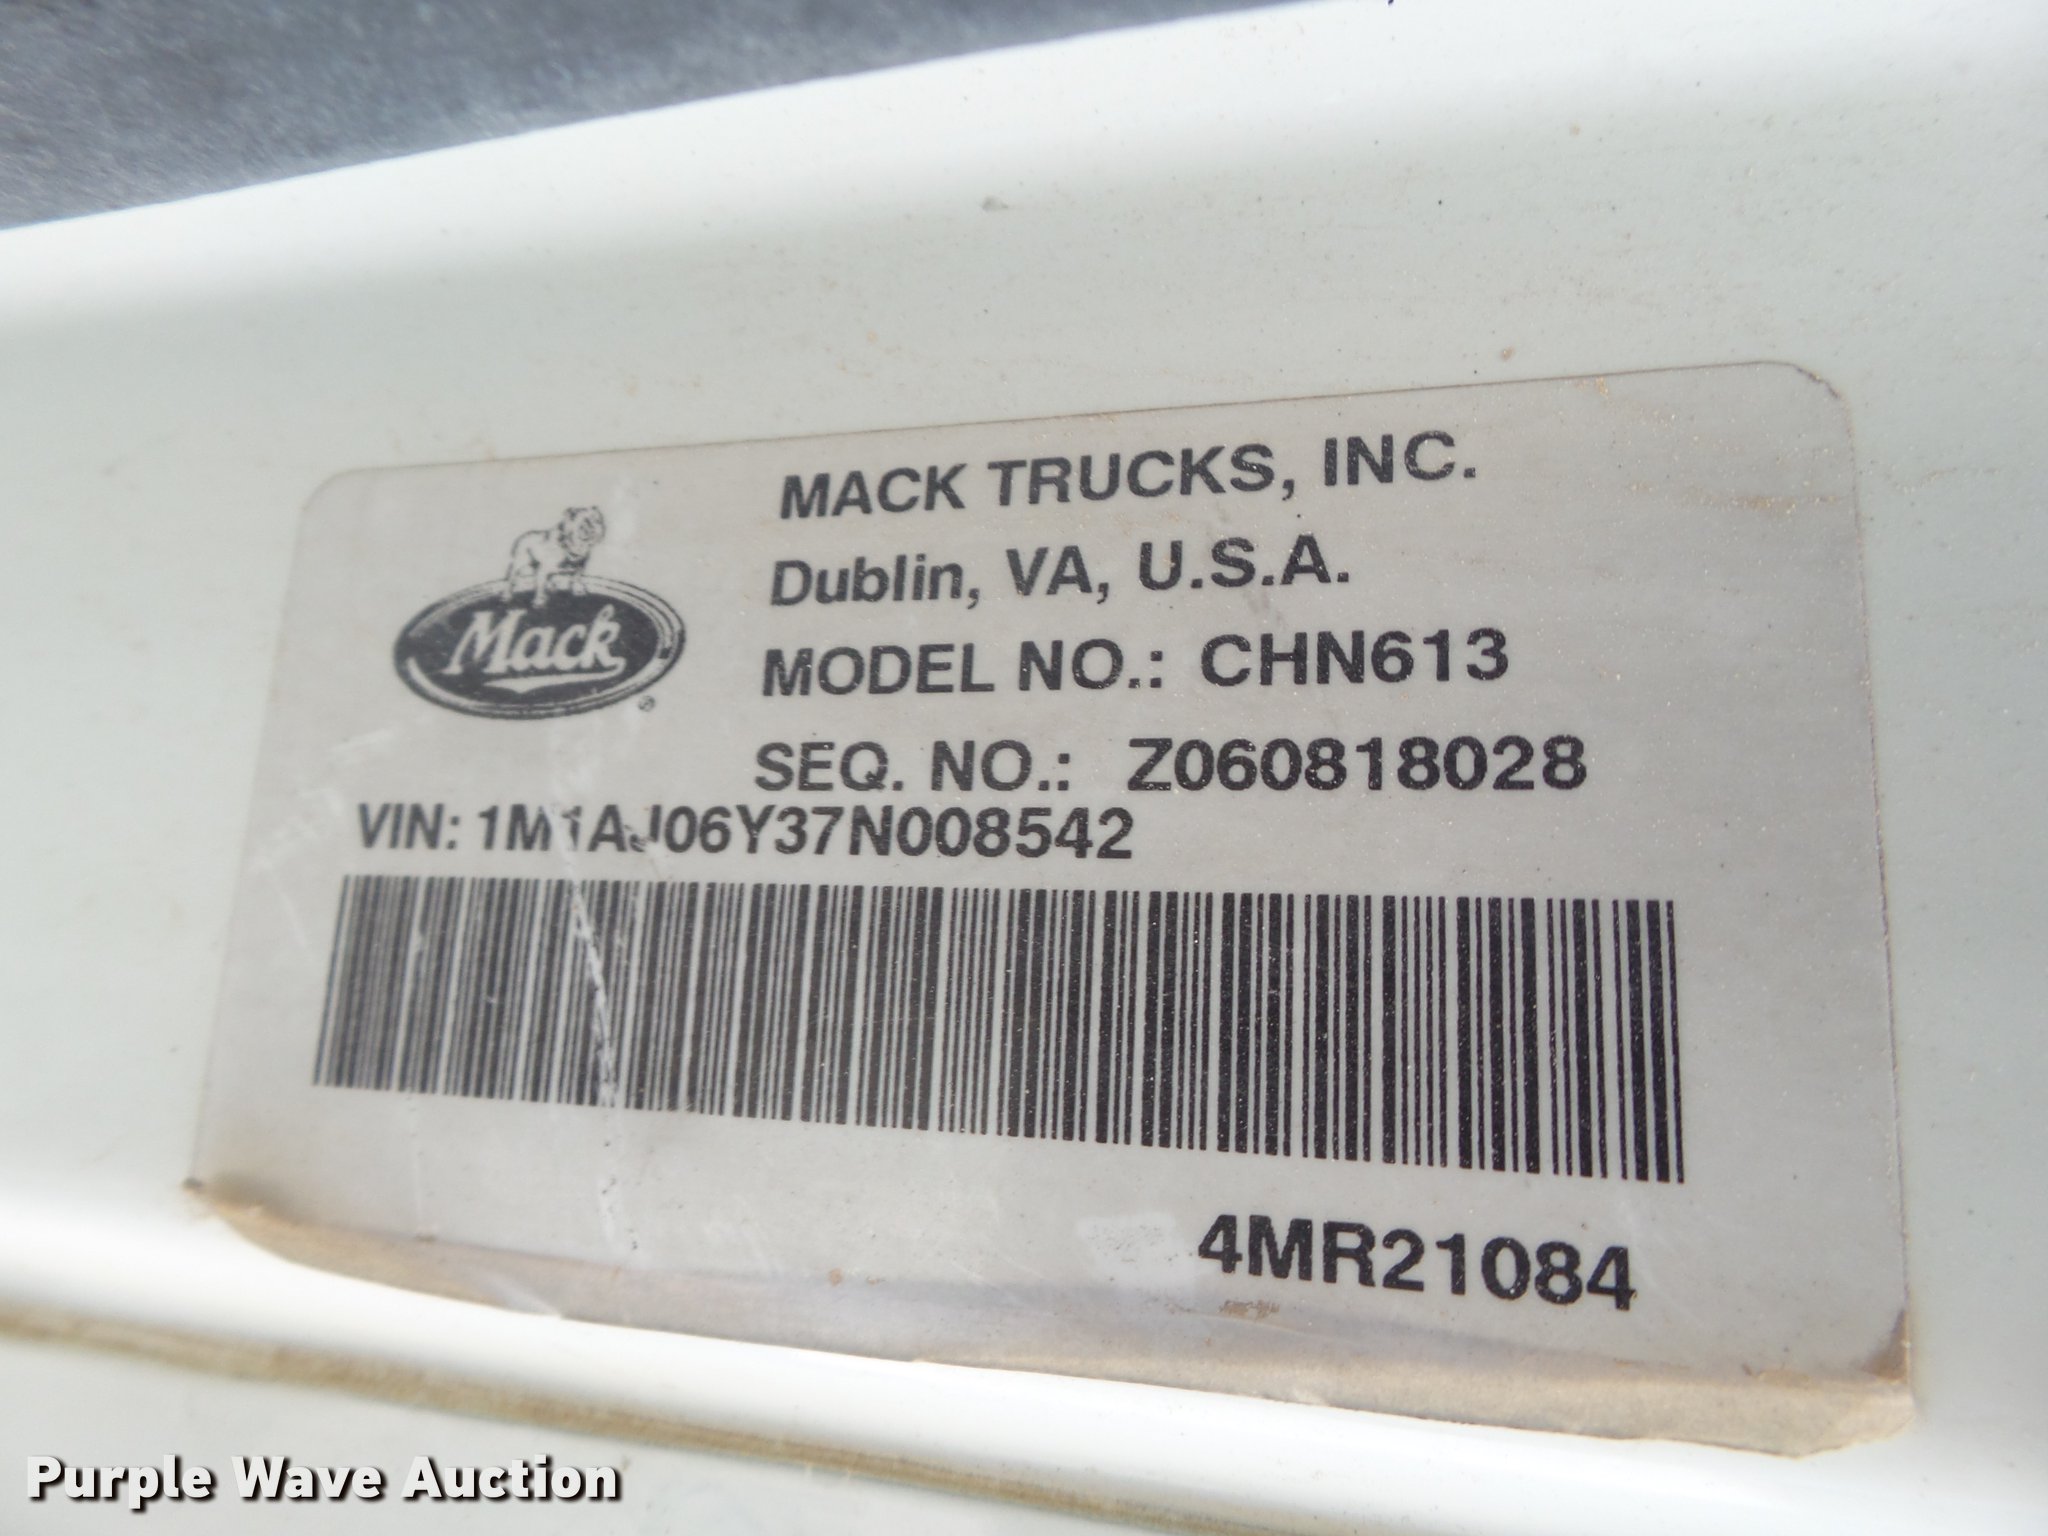 MACK TRUCKS, INC.
Dublin, VA, U.S.A.
Mack
®
MODEL NO.: CHN613
SEQ. NO.: Z060818028
VIN: 1M1AJ06Y37N008542
4MR21084
Purple Wave Auction